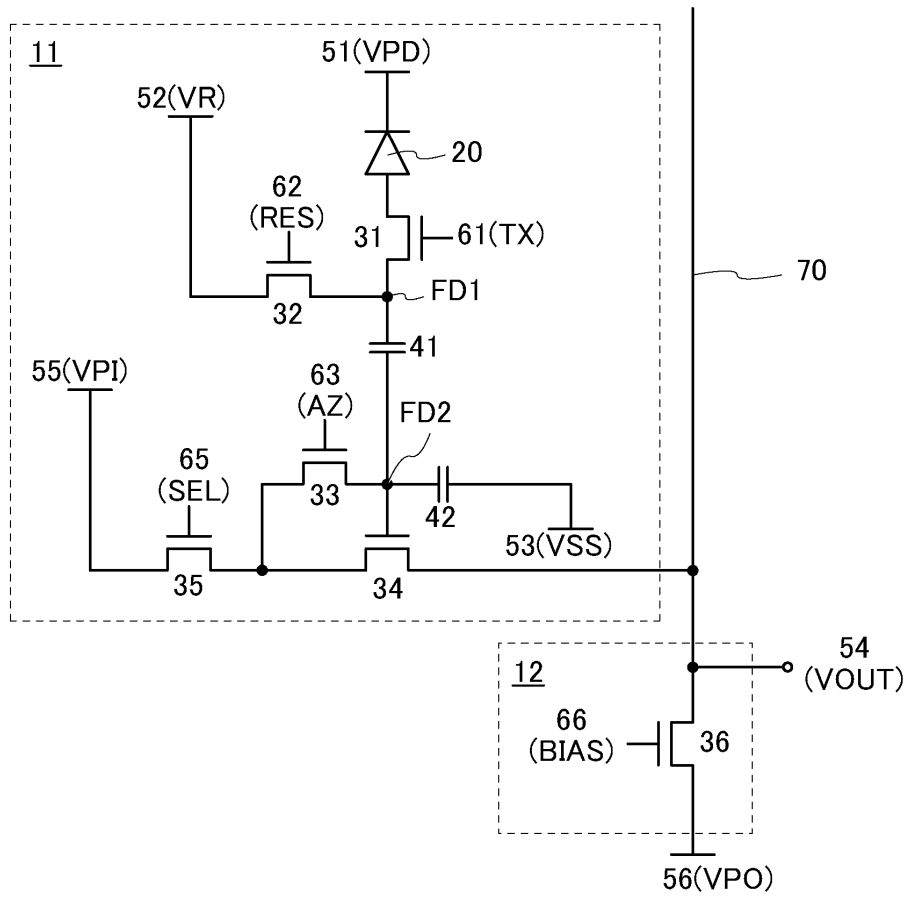 11
51(VPD)
52(VR)
20
62
(RES)
31
61(TX)
70
FD1
32
41
55(VPI)
63
(AZ)
FD2
65
(SEL)
33
42
53(VSS)
35
34
54
(VOUT)
12
66
(BIAS)
36
56(VPO)